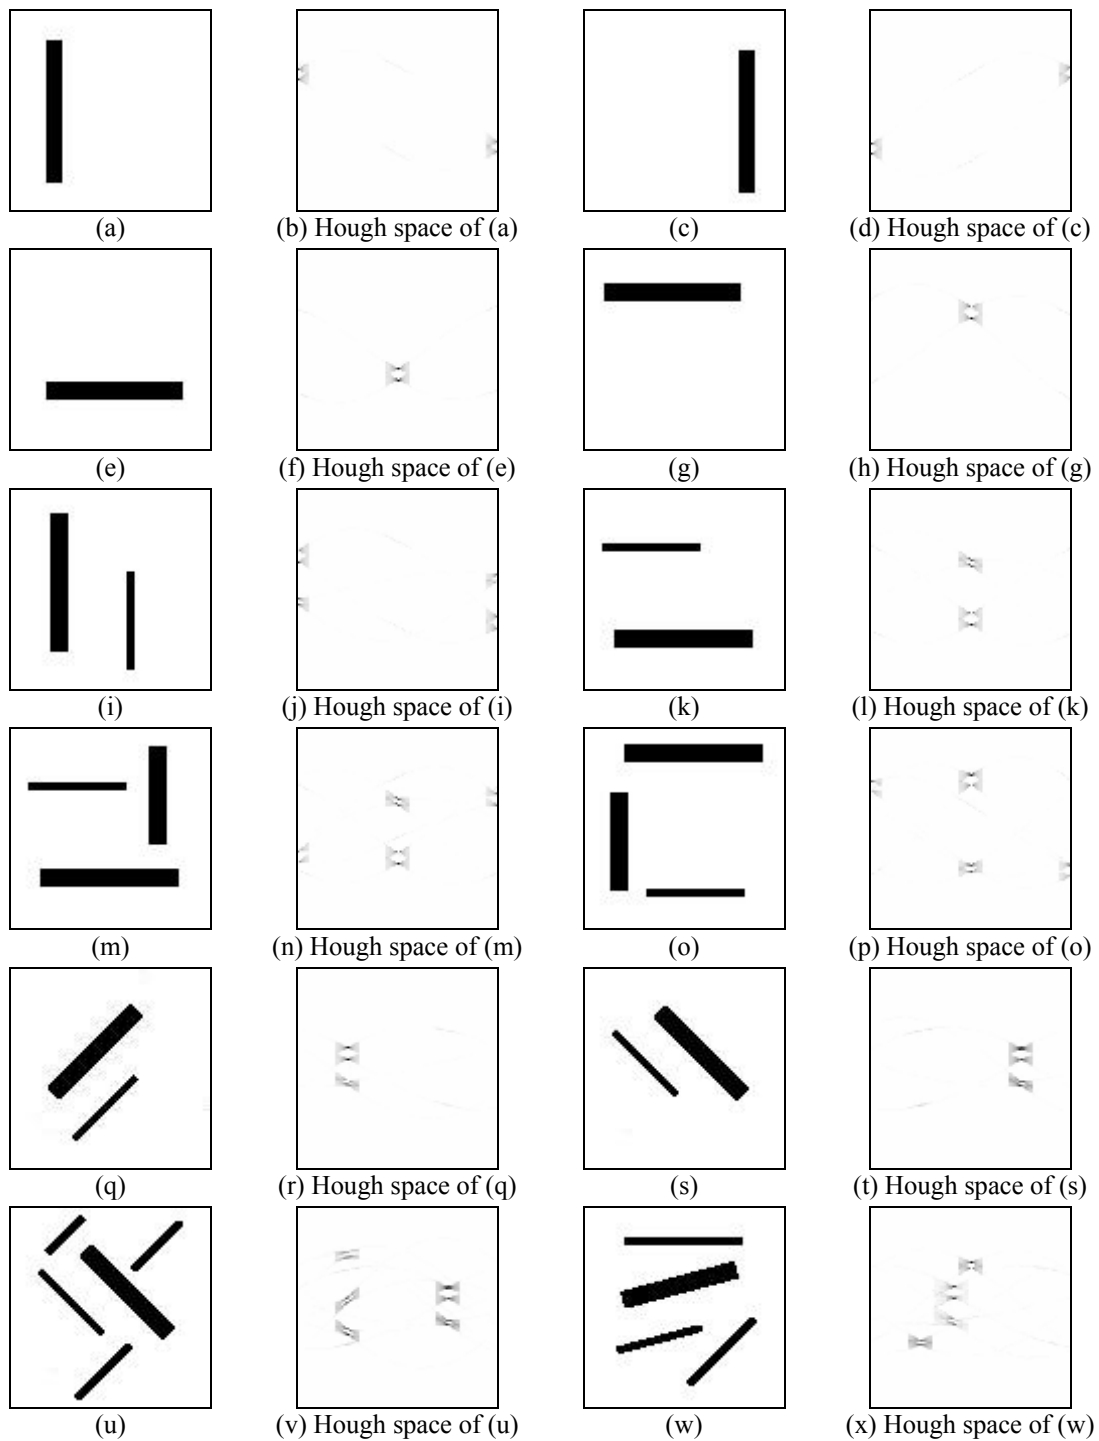 (a) (b) Hough space of (a) (c) (d) Hough space of (c)
(e) (f) Hough space of (e) (g) (h) Hough space of (g)
(i) (j) Hough space of (i) (k) (l) Hough space of (k)
(m) (n) Hough space of (m) (o) (p) Hough space of (o)
(q) (r) Hough space of (q) (s) (t) Hough space of (s)
(u) (v) Hough space of (u) (w) (x) Hough space of (w)